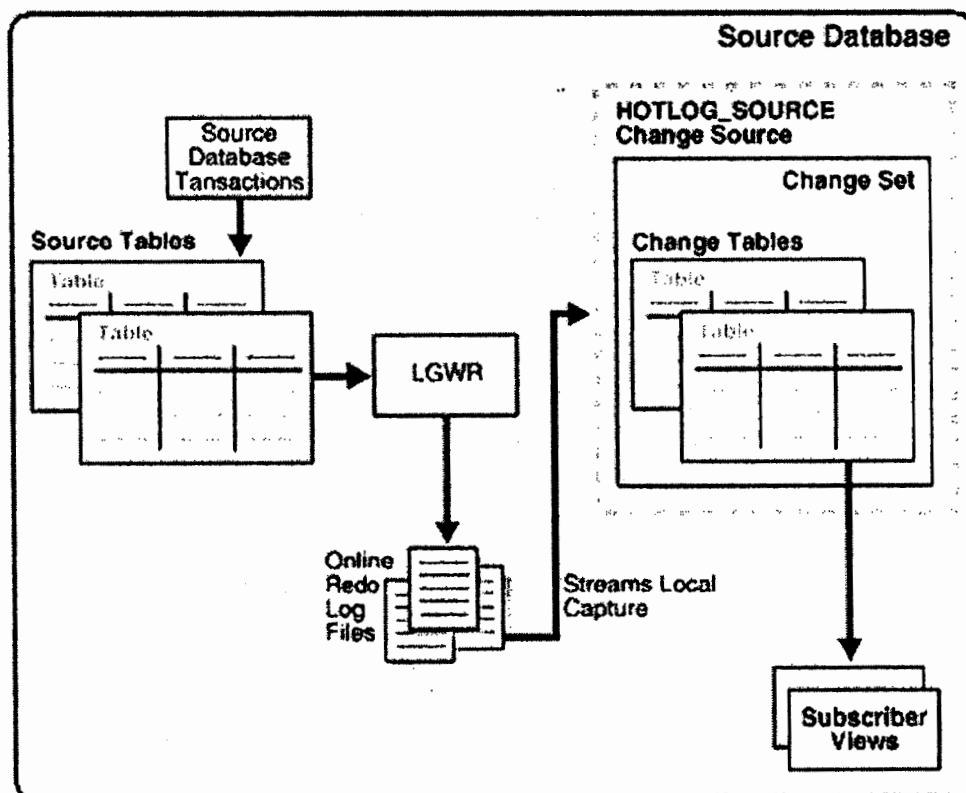 Source Database
HOTLOG_SOURCE
Change Source
Source
Database
Tansactions
Change Set
Source Tables
Change Tables
Table
Table
Table
Table
LGWR
Online
Redo
Log
Files
Streams Local
Capture
Subscriber
Views